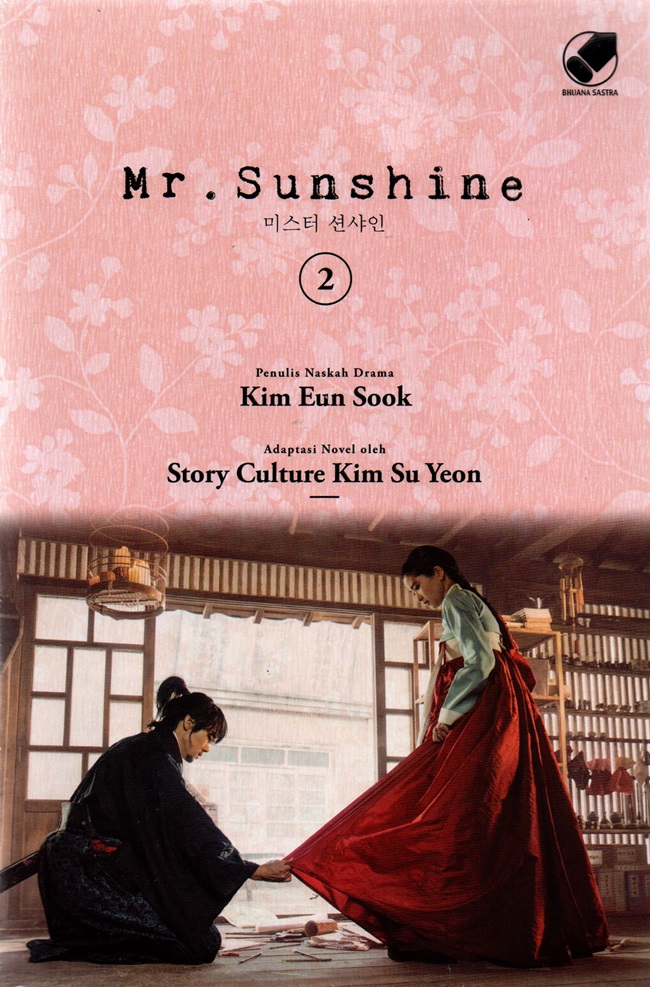 BHUANA SASTRA
Mr. Sunshine
미스터 션샤인
2
Penulis Naskah Drama
Kim Eun Sook
Adaptasi Novel oleh
Story Culture Kim Su Yeon